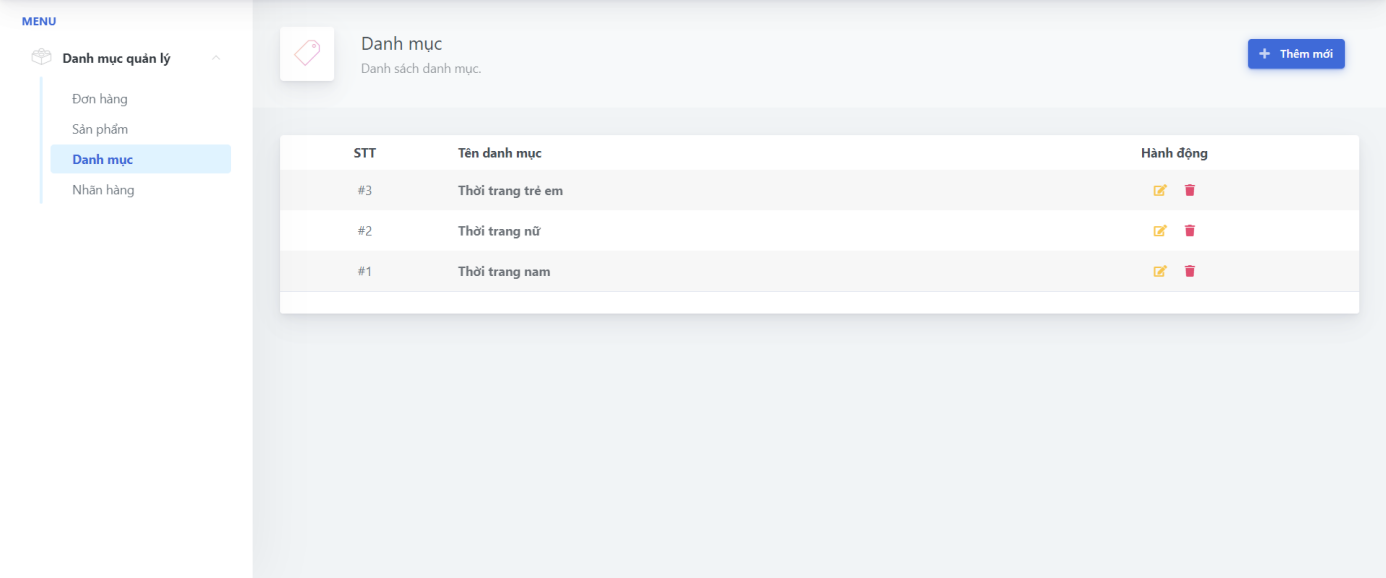 MENU
Danh mục quản lý
Đơn hàng
Sản phẩm
Danh mục
Nhãn hàng
Danh mục
Danh sách danh mục.
Thêm mới
STT Tên danh mục Hành động
#3 Thời trang trẻ em
#2 Thời trang nữ
#1 Thời trang nam